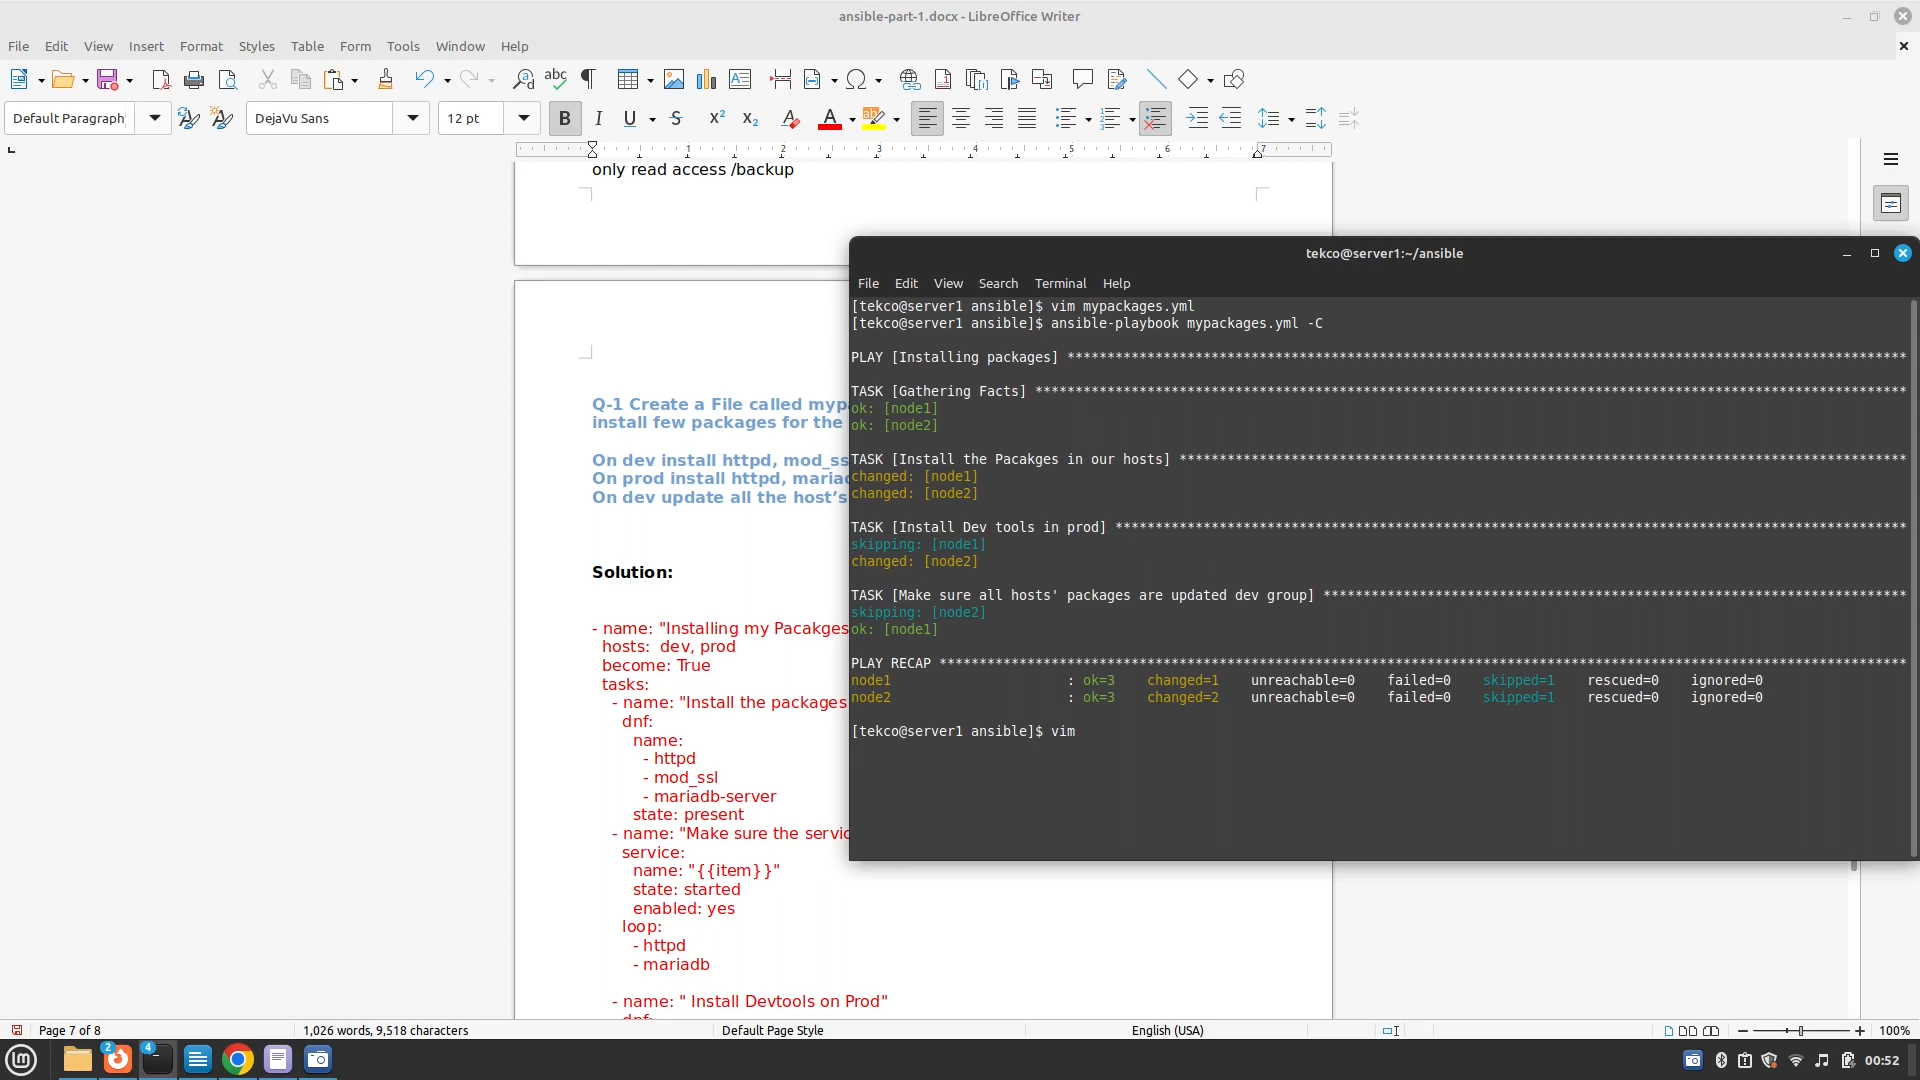 ansible-part-1.docx - LibreOffice Writer
File Edit View Insert Format Styles Table Form Tools Window Help
Default Paragraph
DejaVu Sans
12 pt
1 2 3 4 5 6 7
only read access /backup
Q-1 Create a File called myp
install few packages for the
On dev install httpd, mod_ss
On prod install httpd, mariad
On dev update all the host’s
Solution:
- name: "Installing my Pacakges
hosts:  dev, prod
become: True
tasks:
- name: "Install the packages
dnf:
name:
- httpd
- mod_ssl
- mariadb-server
state: present
- name: "Make sure the servic
service:
name: "{{item}}"
state: started
enabled: yes
loop:
- httpd
- mariadb
- name: " Install Devtools on Prod"
dnf:
tekco@server1:~/ansible
File Edit View Search Terminal Help
[tekco@server1 ansible]$ vim mypackages.yml
[tekco@server1 ansible]$ ansible-playbook mypackages.yml -C
PLAY [Installing packages] *********************************************************************************************************
TASK [Gathering Facts] *************************************************************************************************************
ok: [node1]
ok: [node2]
TASK [Install the Pacakges in our hosts] *******************************************************************************************
changed: [node1]
changed: [node2]
TASK [Install Dev tools in prod] ***************************************************************************************************
skipping: [node1]
changed: [node2]
TASK [Make sure all hosts' packages are updated dev group] *************************************************************************
skipping: [node2]
ok: [node1]
PLAY RECAP *************************************************************************************************************************
node1 : ok=3 changed=1 unreachable=0 failed=0 skipped=1 rescued=0 ignored=0
node2 : ok=3 changed=2 unreachable=0 failed=0 skipped=1 rescued=0 ignored=0
[tekco@server1 ansible]$ vim
Page 7 of 8
1,026 words, 9,518 characters
Default Page Style
English (USA)
100%
2
4
00:52